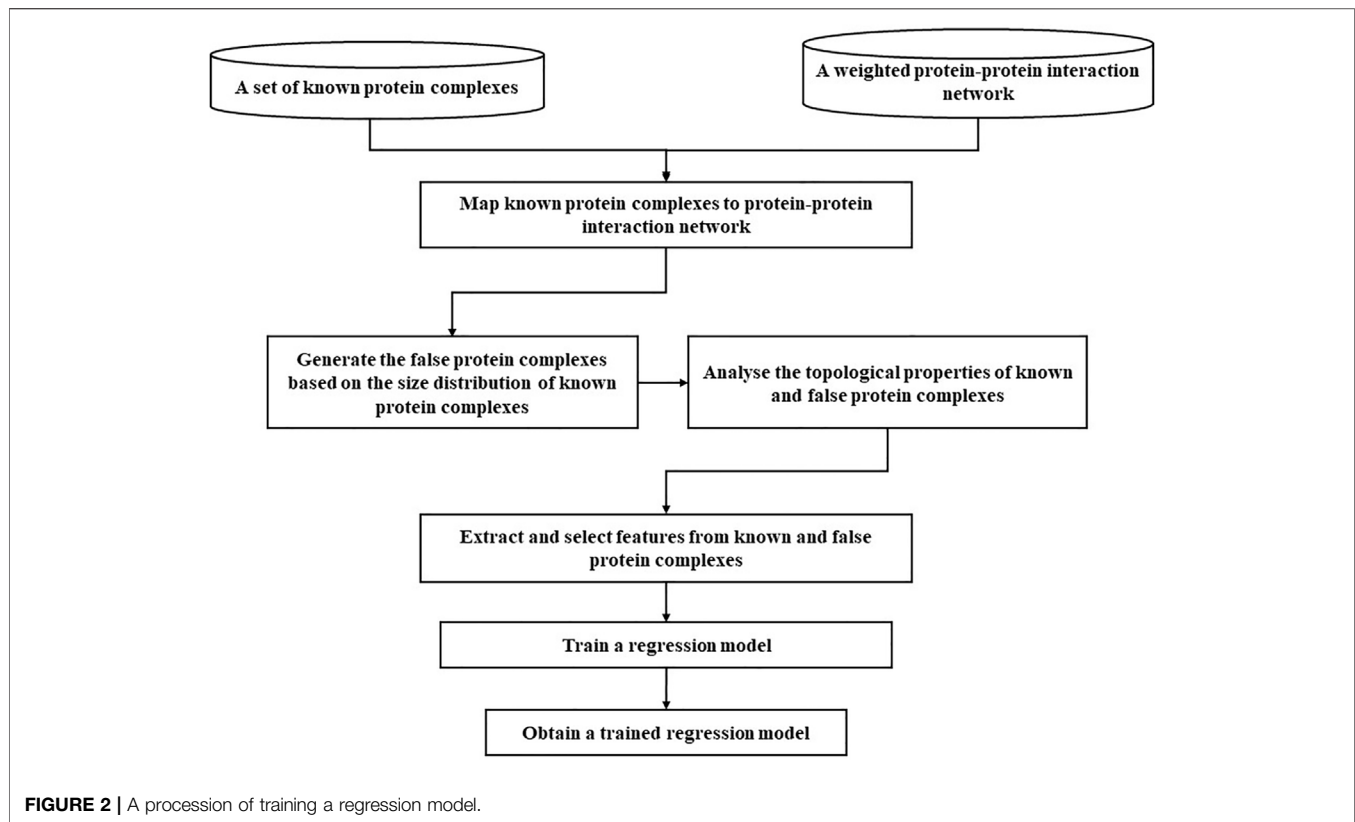 A set of known protein complexes
A weighted protein-protein interaction
network
Map known protein complexes to protein-protein
interaction network
Generate the false protein complexes
based on the size distribution of known
protein complexes
Analyse the topological properties of known
and false protein complexes
Extract and select features from known and false
protein complexes
Train a regression model
Obtain a trained regression model
FIGURE 2 | A procession of training a regression model.